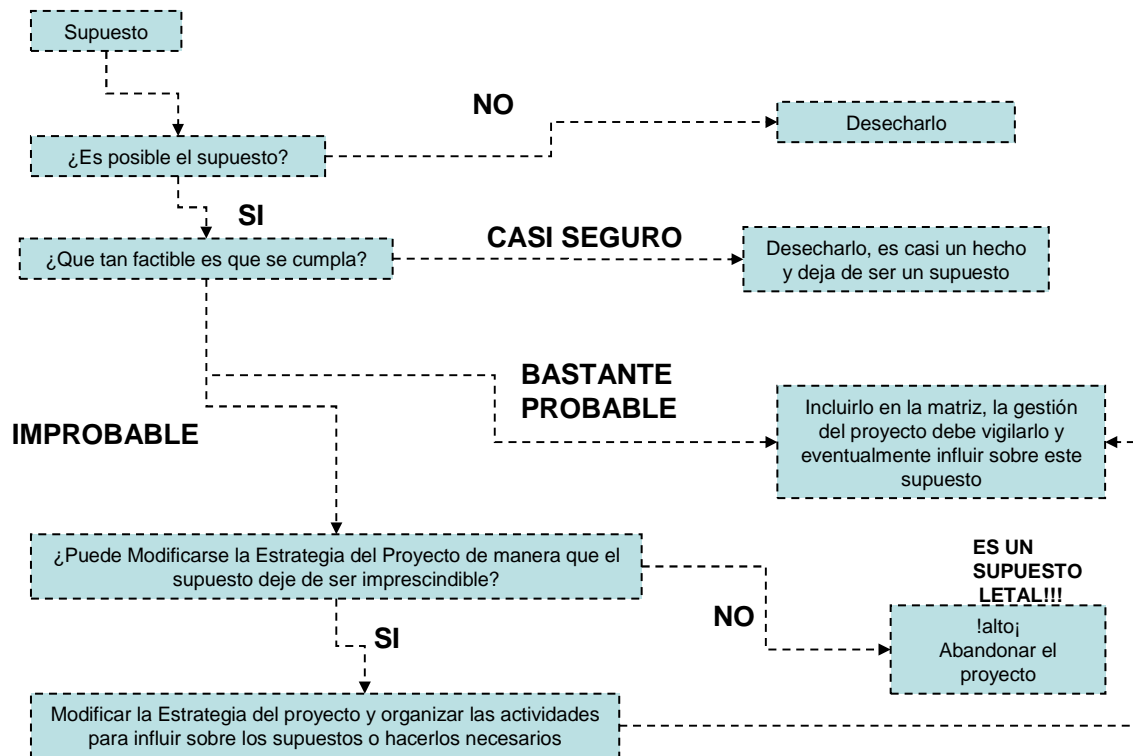 Supuesto
NO
Desecharlo
¿Es posible el supuesto?
SI
CASI SEGURO
¿Que tan factible es que se cumpla?
Desecharlo, es casi un hecho
y deja de ser un supuesto
BASTANTE
PROBABLE
IMPROBABLE
Incluirlo en la matriz, la gestión
del proyecto debe vigilarlo y
eventualmente influir sobre este
supuesto
¿Puede Modificarse la Estrategia del Proyecto de manera que el
supuesto deje de ser imprescindible?
ES UN
SUPUESTO
LETAL!!!
NO
!alto¡
Abandonar el
proyecto
SI
Modificar la Estrategia del proyecto y organizar las actividades
para influir sobre los supuestos o hacerlos necesarios